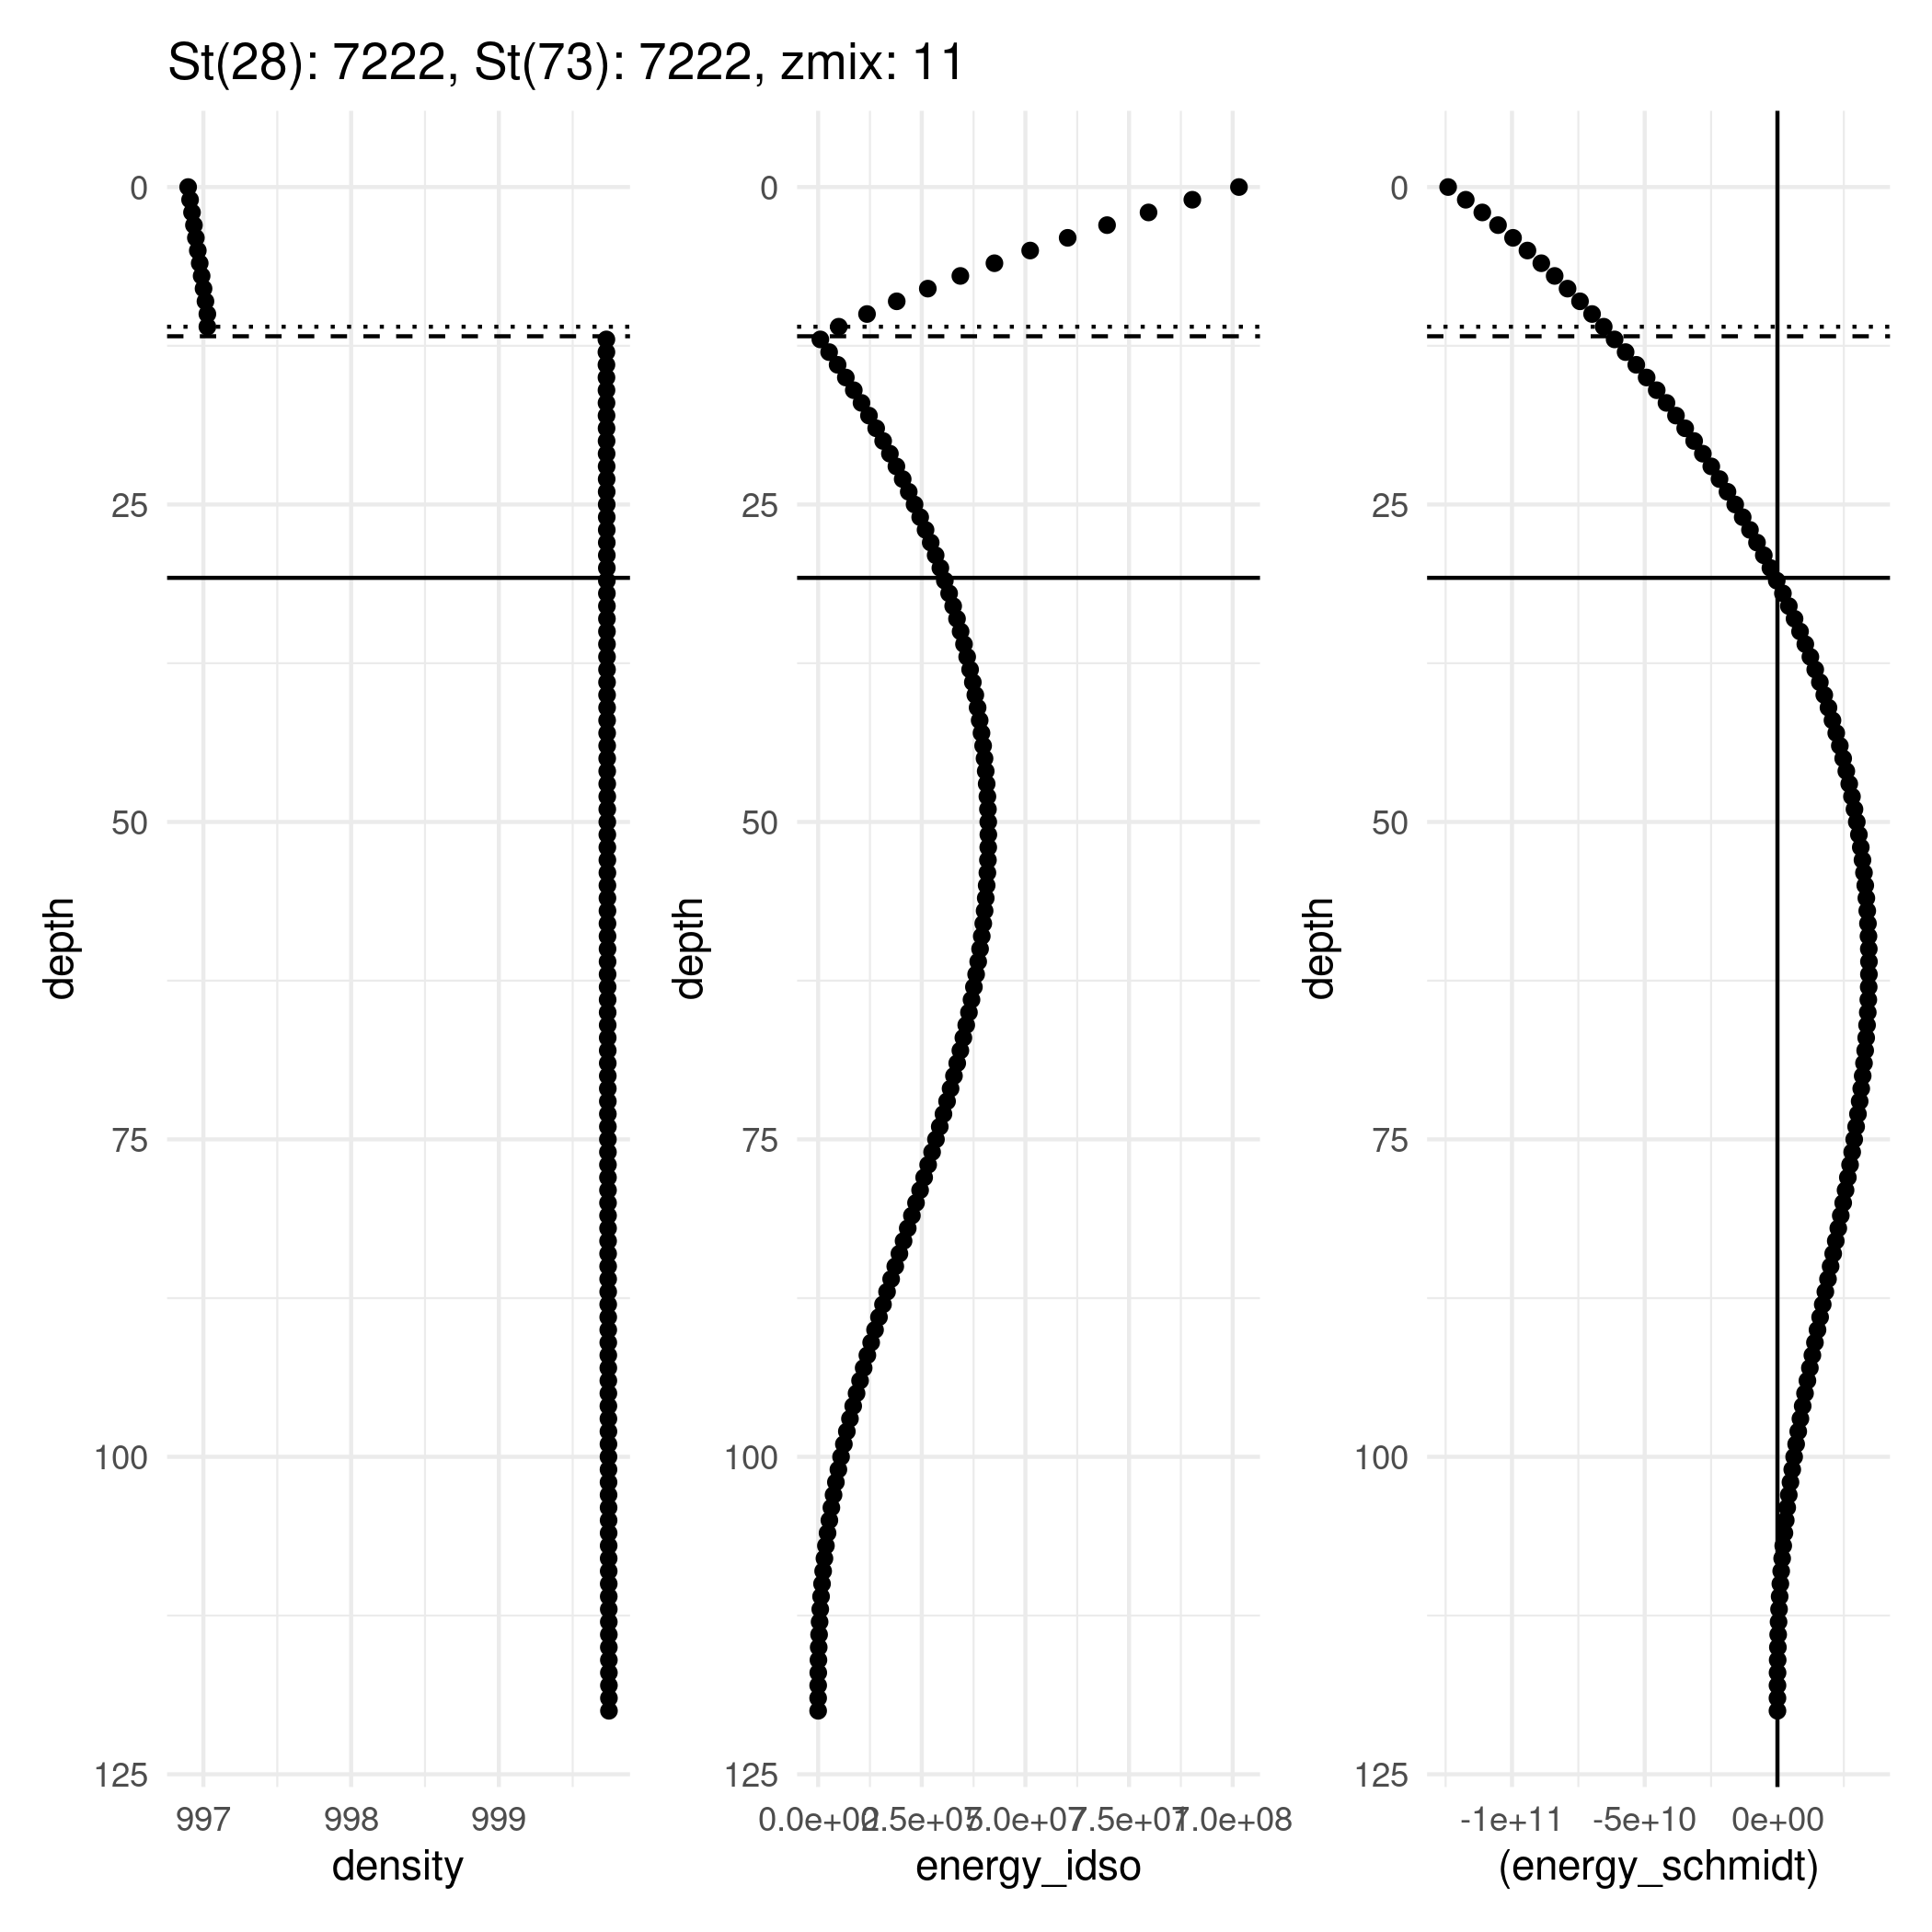 St(28): 7222, St(73): 7222, zmix: 11
depth
0
25
50
75
100
125
997 998 999
density
depth
0
25
50
75
100
125
0.0e+00 2.5e+07 5.0e+07 7.5e+07 1.0e+08
energy_idso
depth
0
25
50
75
100
125
-1e+11 -5e+10 0e+00
(energy_schmidt)